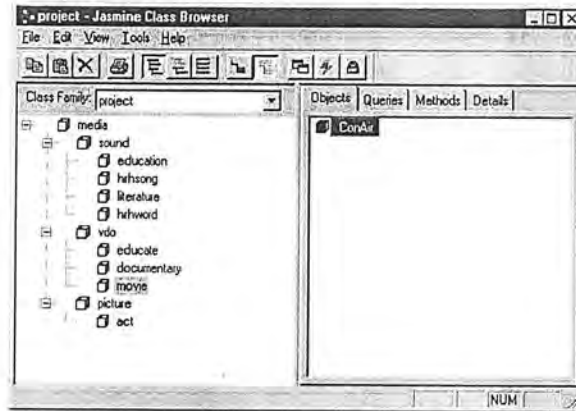 project - Jasmine Class Browser
File Edit View Tools Help
Class Family: project
media
sound
education
hrhsong
literature
hrhword
vdo
educate
documentary
movie
picture
act
Objects Queries Methods Details
ConAir
NUM